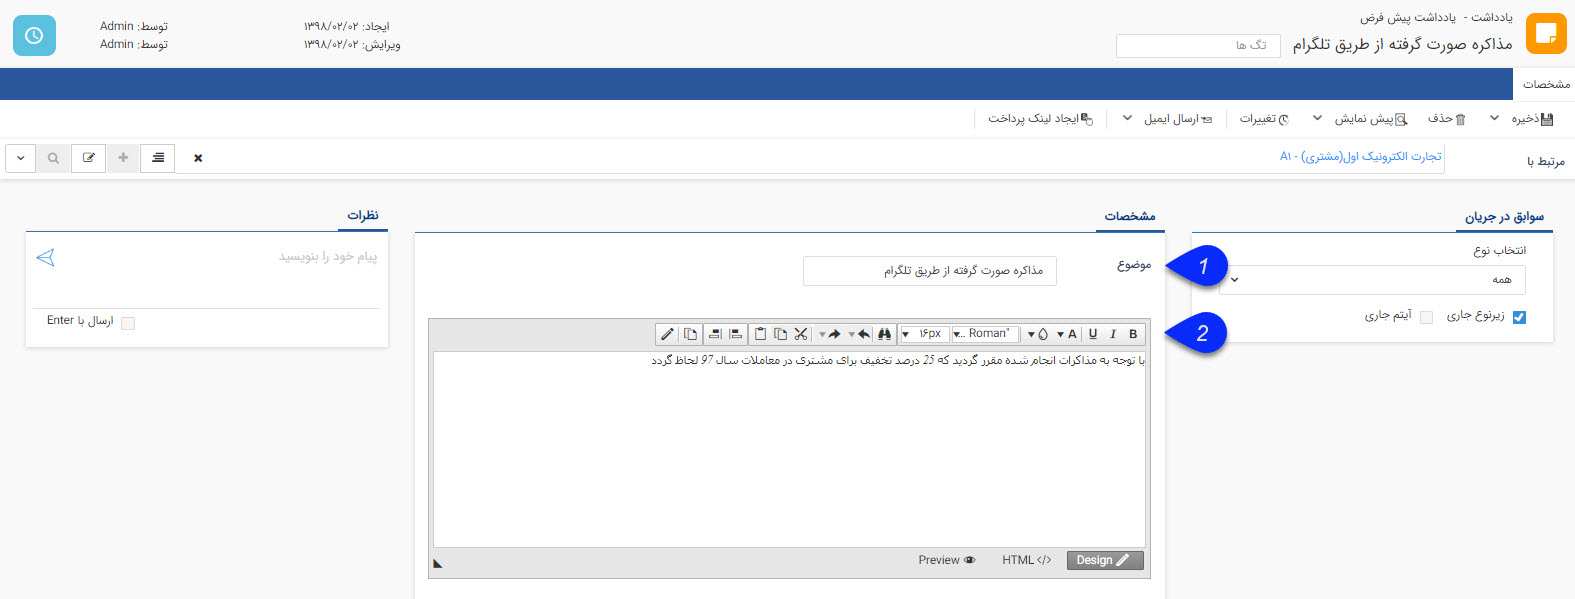 یادداشت - یادداشت پیش فرض
مذاکره صورت گرفته از طریق تلگرام
تگ ها
ایجاد: ۱۳۹۸/۰۲/۰۲
توسط: Admin
ویرایش: ۱۳۹۸/۰۲/۰۲
توسط: Admin
مشخصات
ذخیره
حذف
پیش نمایش
تغییرات
ارسال ایمیل
ایجاد لینک پرداخت
مرتبط با
تجارت الکترونیک اول(مشتری) - A۱
سوابق در جریان
انتخاب نوع
همه
زیرنوع جاری
آیتم جاری
مشخصات
1
موضوع
مذاکره صورت گرفته از طریق تلگرام
2
B I U A ۱۶px ... Roman"
با توجه به مذاکرات انجام شده مقرر گردید که 25 درصد تخفیف برای مشتری در معاملات سال 97 لحاظ گردد
Design
HTML </>
Preview
نظرات
پیام خود را بنویسید
ارسال با Enter